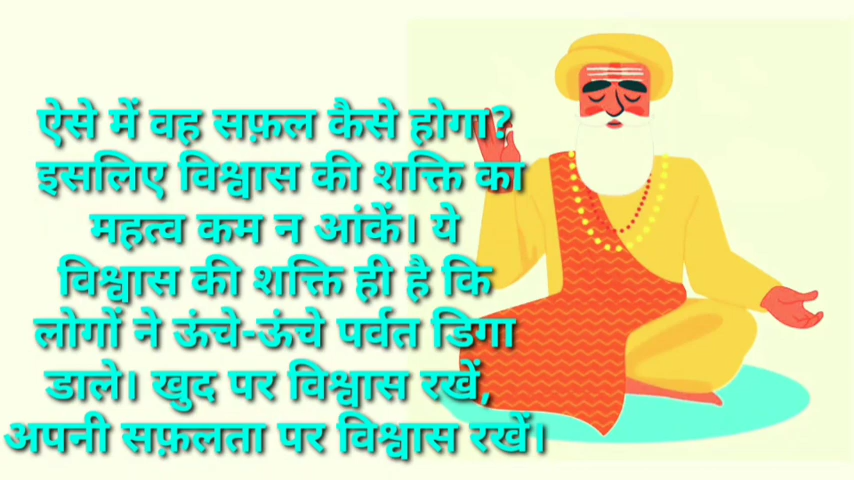 ऐसे में वह सफ़ल कैसे होगा?
इसलिए विश्वास की शक्ति का
महत्व कम न आंकें। ये
विश्वास की शक्ति ही है कि
लोगों ने ऊंचे-ऊंचे पर्वत डिगा
डाले। खुद पर विश्वास रखें,
अपनी सफ़लता पर विश्वास रखें।